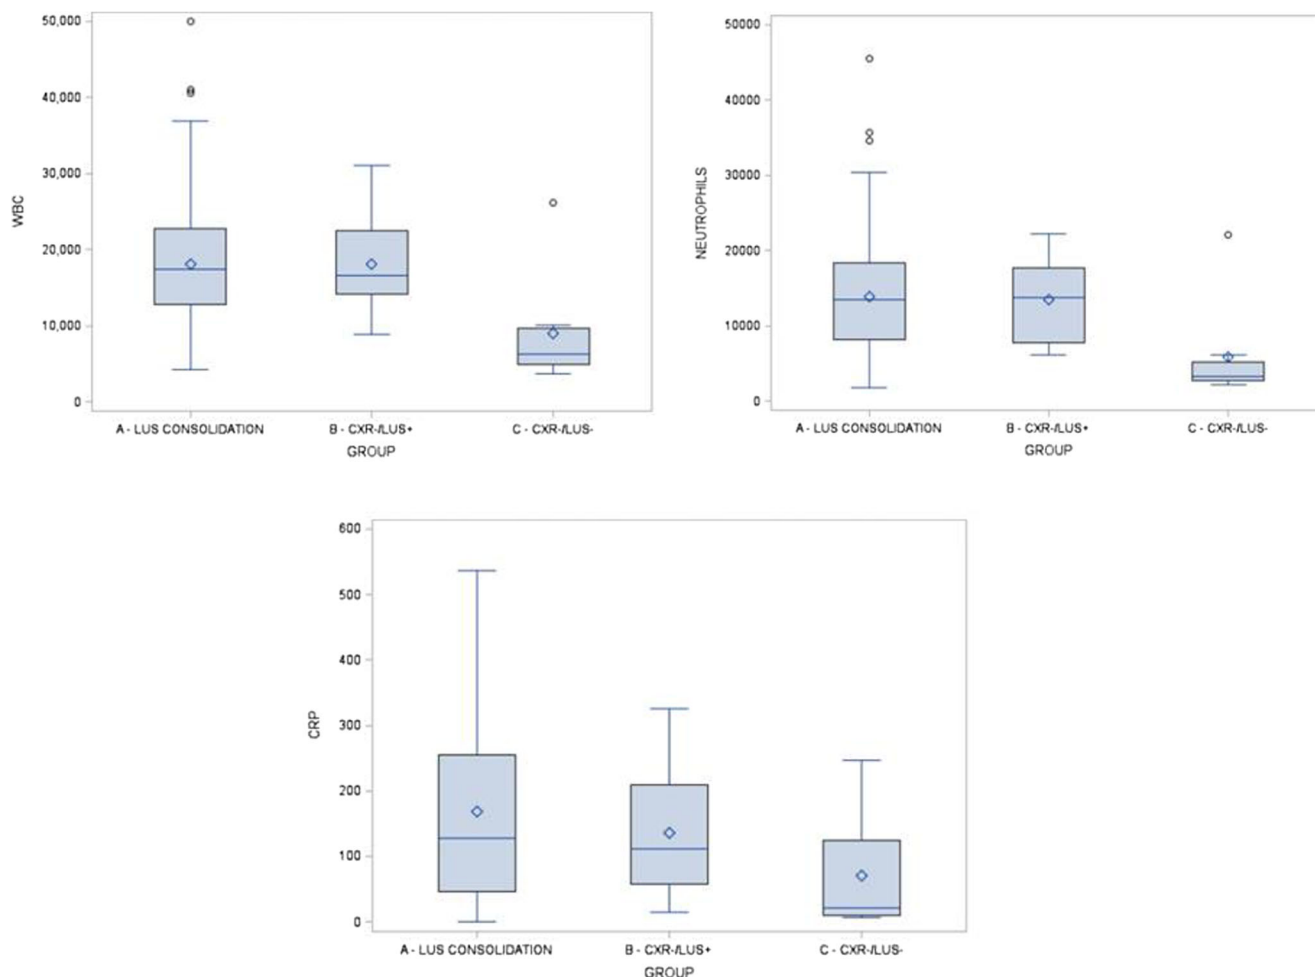 50,000
40,000
30,000
20,000
10,000
0
WBC
A - LUS CONSOLIDATION
B - CXR-/LUS+
C - CXR-/LUS-
GROUP
50000
40000
30000
20000
10000
0
NEUTROPHILS
A - LUS CONSOLIDATION
B - CXR-/LUS+
C - CXR-/LUS-
GROUP
600
500
400
300
200
100
0
CRP
A - LUS CONSOLIDATION
B - CXR-/LUS+
C - CXR-/LUS-
GROUP